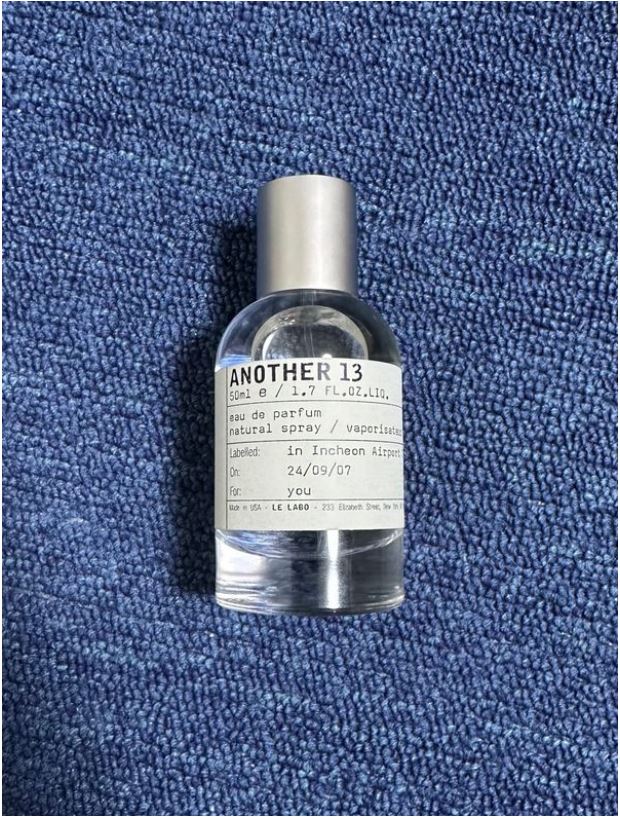 ANOTHER 13
50ml e / 1.7 FL.OZ.LIQ.
eau de parfum
natural spray / vaporisateu
Labelled: in Incheon Airport
On: 24/09/07
For: you
Made in USA - LE LABO - 233 Elizabeth Street, New York